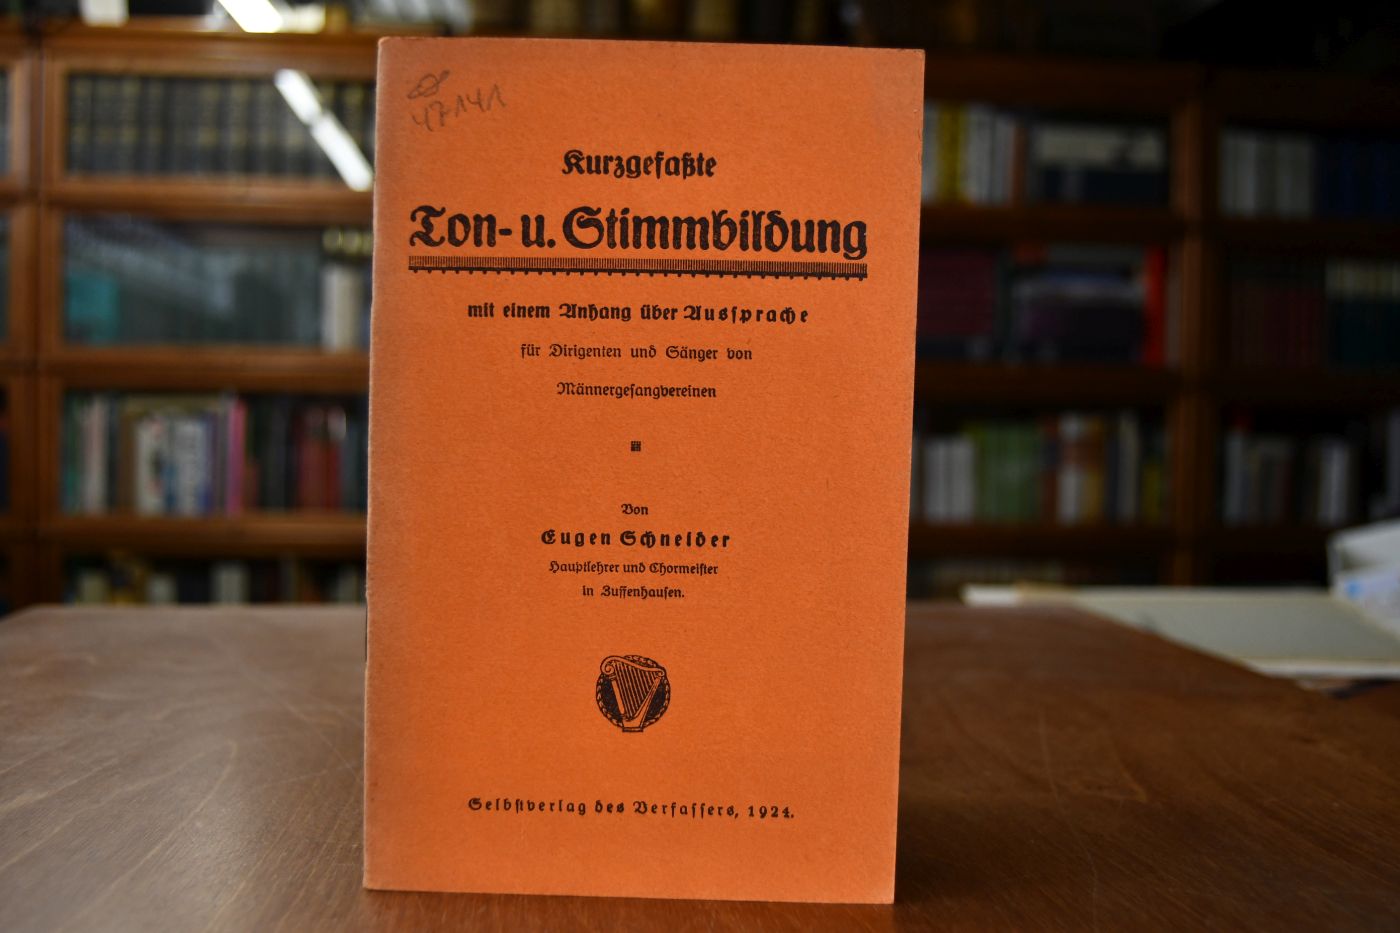 47141
Kurzgefaßte
Ton- u. Stimmbildung
mit einem Anhang über Aussprache
für Dirigenten und Sänger von
Männergesangvereinen
Von
Eugen Schneider
Hauptlehrer und Chormeister
in Zuffenhausen.
Selbstverlag des Verfassers, 1924.